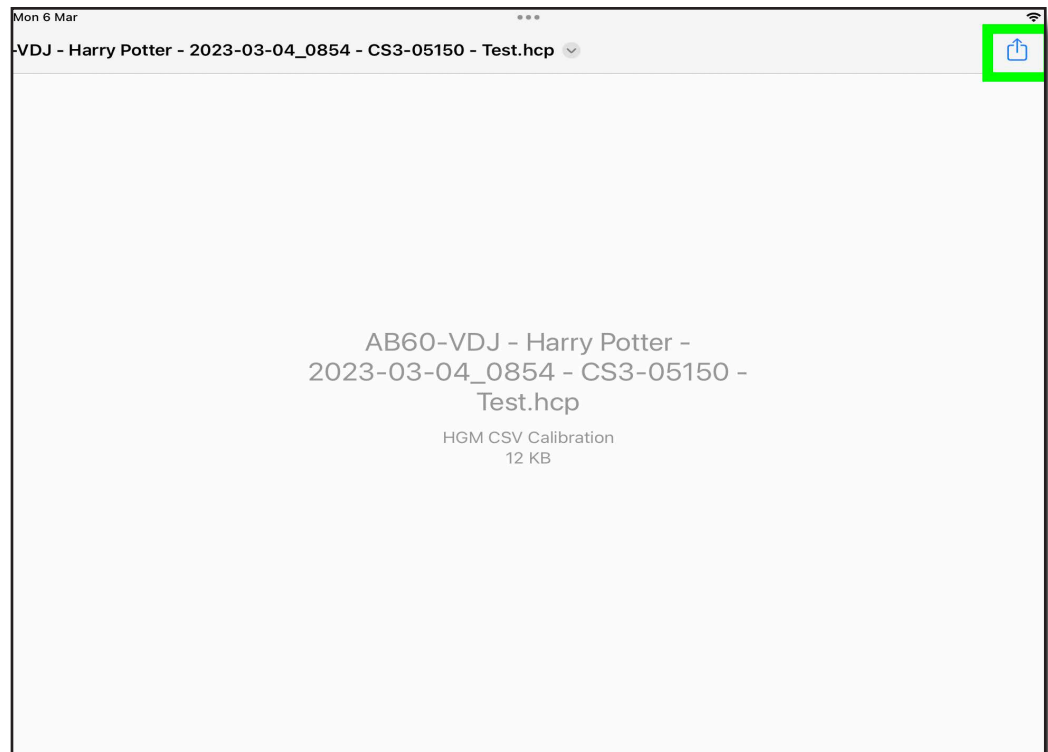 Mon 6 Mar
-VDJ - Harry Potter - 2023-03-04_0854 - CS3-05150 - Test.hcp
AB60-VDJ - Harry Potter -
2023-03-04_0854 - CS3-05150 -
Test.hcp
HGM CSV Calibration
12 KB